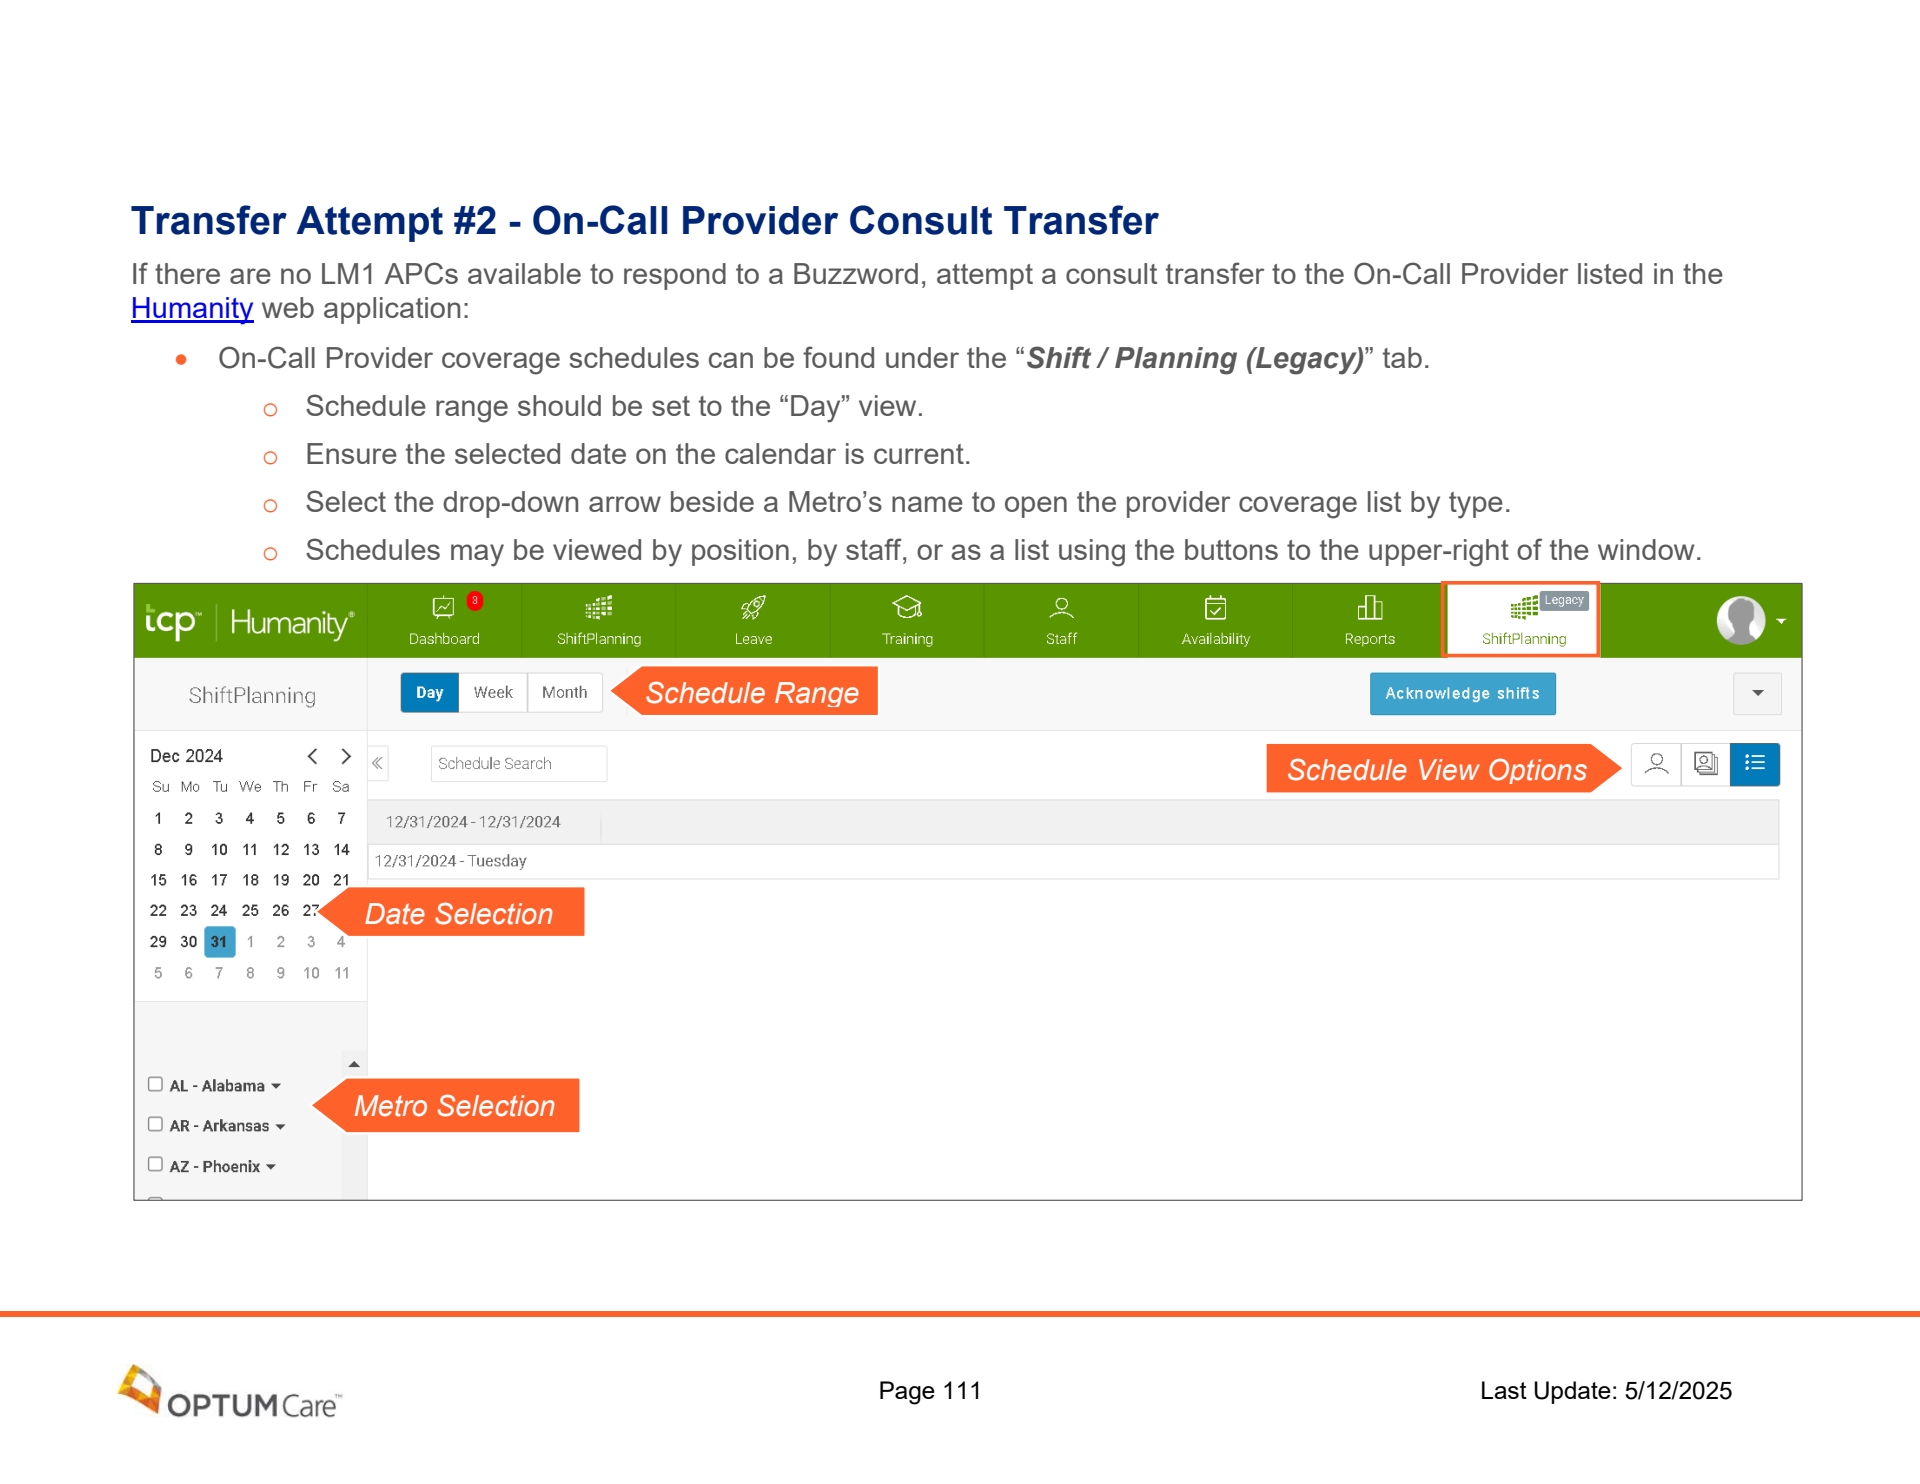 Transfer Attempt #2 - On-Call Provider Consult Transfer
If there are no LM1 APCs available to respond to a Buzzword, attempt a consult transfer to the On-Call Provider listed in the
Humanity web application:
• On-Call Provider coverage schedules can be found under the “Shift / Planning (Legacy)” tab.
o Schedule range should be set to the “Day” view.
o Ensure the selected date on the calendar is current.
o Select the drop-down arrow beside a Metro’s name to open the provider coverage list by type.
o Schedules may be viewed by position, by staff, or as a list using the buttons to the upper-right of the window.
tcp™ Humanity®
Dashboard 3
ShiftPlanning
Leave
Training
Staff
Availability
Reports
Legacy
ShiftPlanning
ShiftPlanning
Day Week Month
Schedule Range
Acknowledge shifts
Dec 2024
Su Mo Tu We Th Fr Sa
1 2 3 4 5 6 7
8 9 10 11 12 13 14
15 16 17 18 19 20 21
22 23 24 25 26 27
29 30 31 1 2 3 4
5 6 7 8 9 10 11
Schedule Search
Schedule View Options
12/31/2024 - 12/31/2024
12/31/2024 - Tuesday
Date Selection
AL - Alabama
AR - Arkansas
AZ - Phoenix
Metro Selection
OPTUMCare™
Page 111
Last Update: 5/12/2025